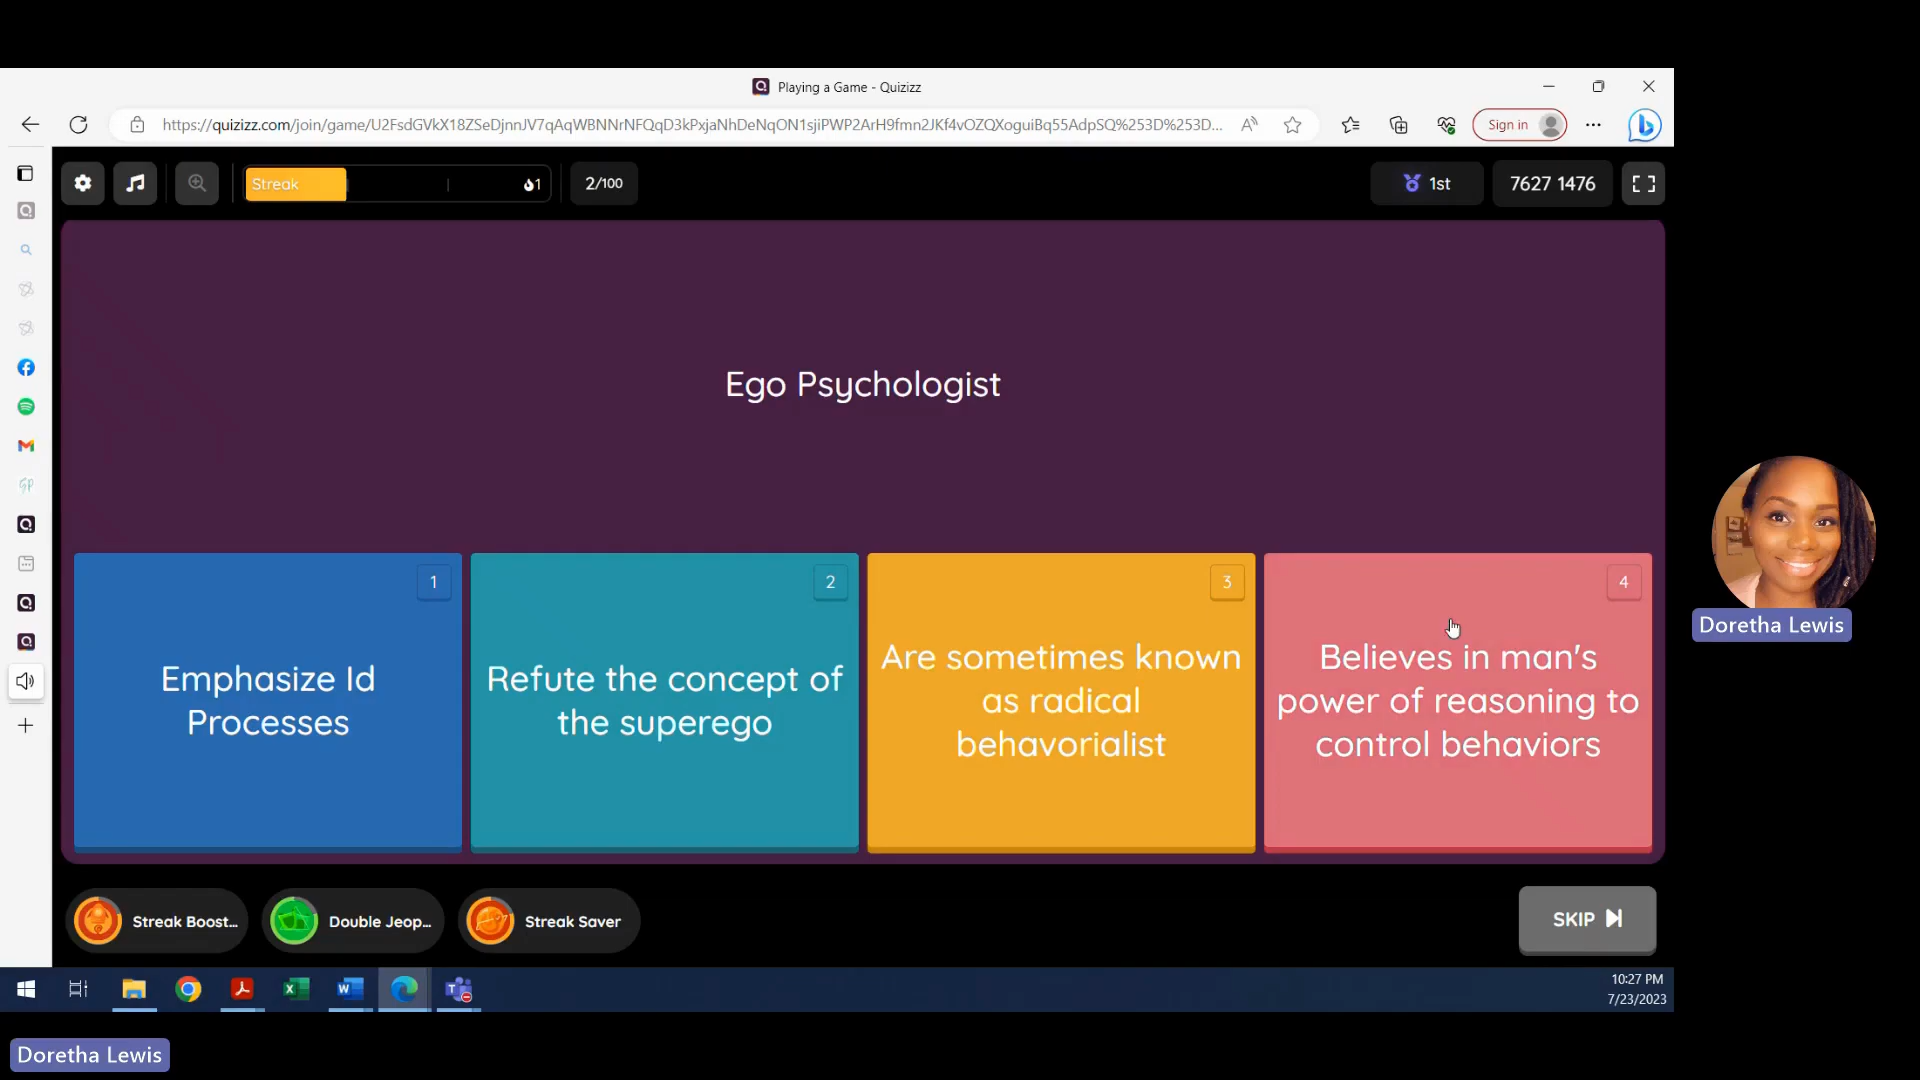 Playing a Game - Quizizz
https://quizizz.com/join/game/U2FsdGVkX18ZSeDjnnJV7qAqWBNNrNFQqD3kPxjaNhDeNqON1sjiPWP2ArH9fmn2JKf4vOZQXoguiBq55AdpSQ%253D%253D...
Sign in
Streak
1
2/100
1st
7627 1476
Ego Psychologist
1
Emphasize Id
Processes
2
Refute the concept of
the superego
3
Are sometimes known
as radical
behavorialist
4
Believes in man's
power of reasoning to
control behaviors
Doretha Lewis
Streak Boost...
Double Jeop...
Streak Saver
SKIP
10:27 PM
7/23/2023
Doretha Lewis